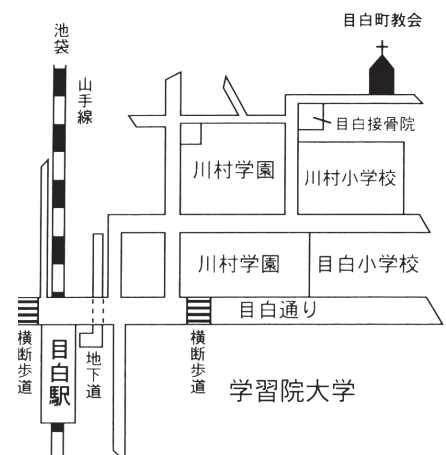 目白町教会
池袋
山手線
目白接骨院
川村学園
川村小学校
川村学園
目白小学校
目白通り
横断歩道
目白駅
地下道
横断歩道
学習院大学